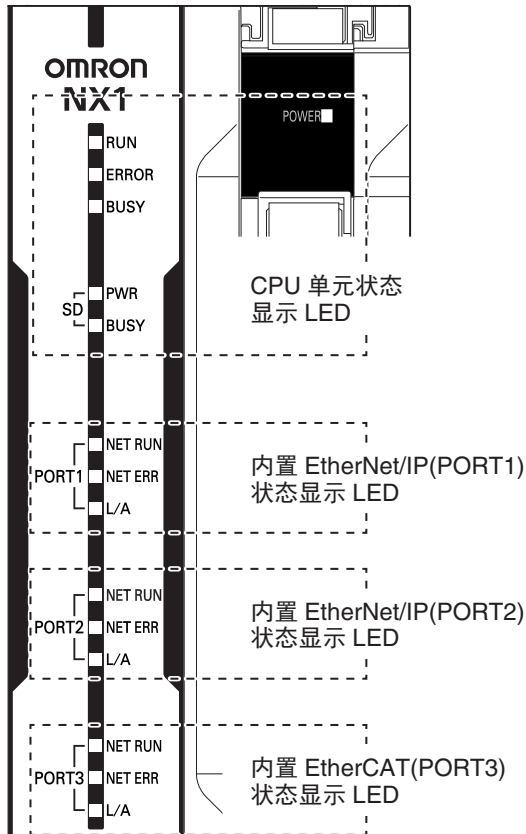 OMRON
NX1
POWER
RUN
ERROR
BUSY
SD
PWR
BUSY
CPU 单元状态
显示 LED
PORT1
NET RUN
NET ERR
L/A
内置 EtherNet/IP(PORT1)
状态显示 LED
PORT2
NET RUN
NET ERR
L/A
内置 EtherNet/IP(PORT2)
状态显示 LED
PORT3
NET RUN
NET ERR
L/A
内置 EtherCAT(PORT3)
状态显示 LED